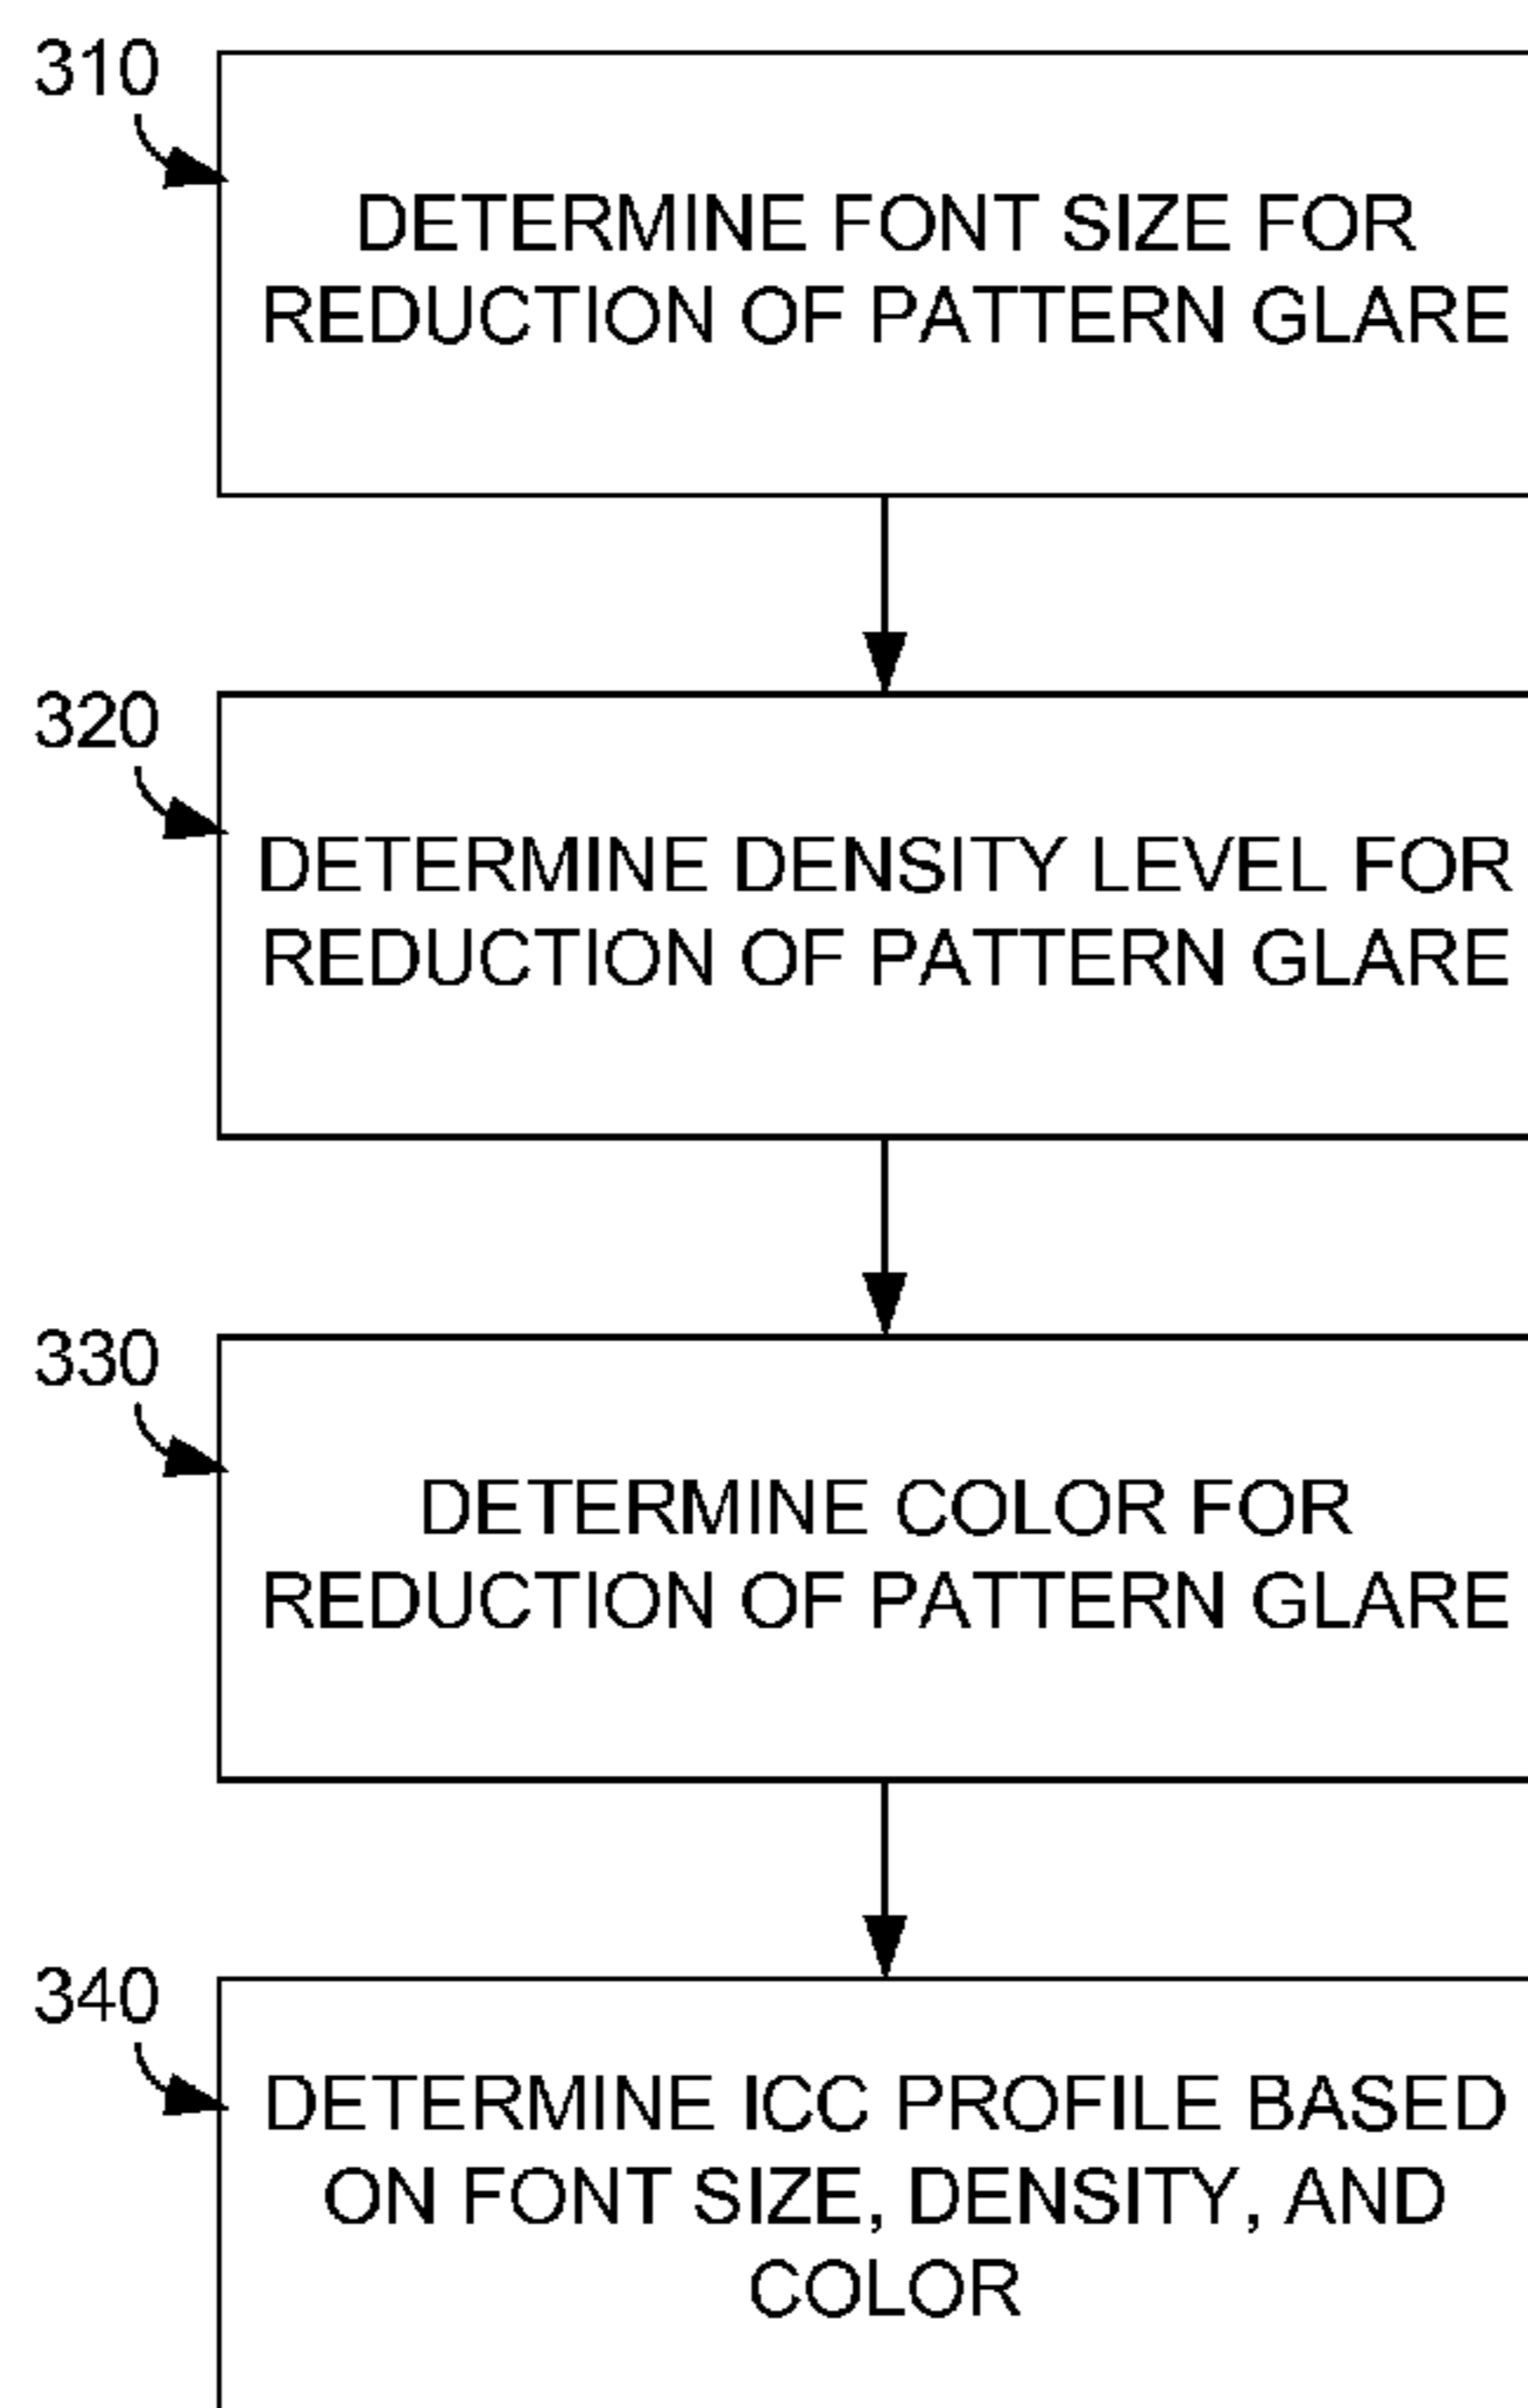 310
DETERMINE FONT SIZE FOR
REDUCTION OF PATTERN GLARE
320
DETERMINE DENSITY LEVEL FOR
REDUCTION OF PATTERN GLARE
330
DETERMINE COLOR FOR
REDUCTION OF PATTERN GLARE
340
DETERMINE ICC PROFILE BASED
ON FONT SIZE, DENSITY, AND
COLOR